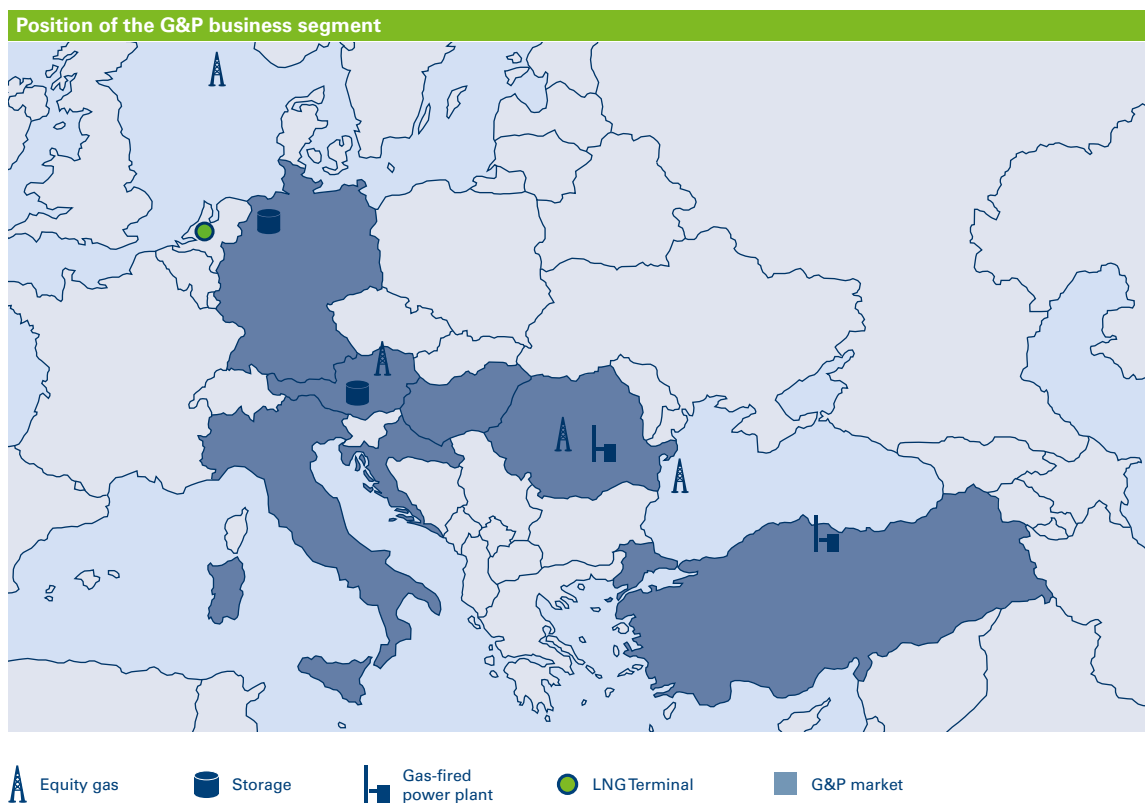 Position of the G&P business segment
Equity gas
Storage
Gas-fired
power plant
LNG Terminal
G&P market